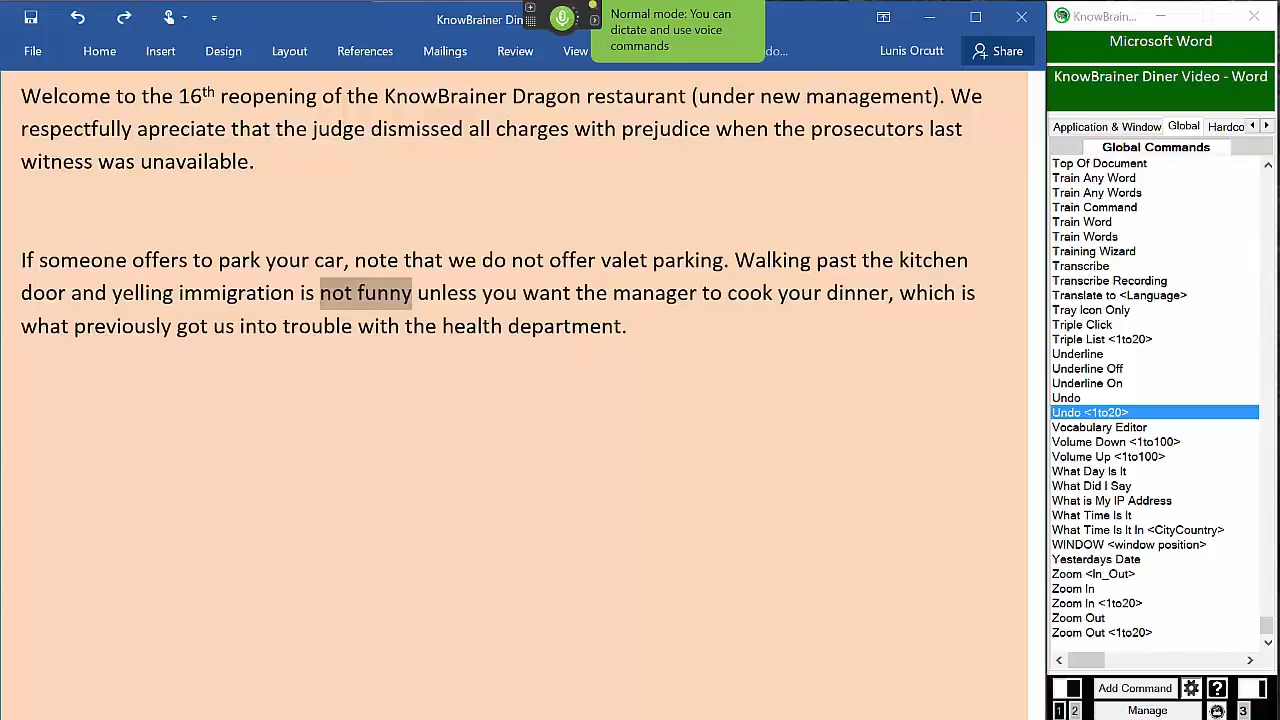 KnowBrainer Din
Normal mode: You can
dictate and use voice
commands
File Home Insert Design Layout References Mailings Review View do... Lunis Orcutt Share
Welcome to the 16th reopening of the KnowBrainer Dragon restaurant (under new management). We
respectfully apreciate that the judge dismissed all charges with prejudice when the prosecutors last
witness was unavailable.
If someone offers to park your car, note that we do not offer valet parking. Walking past the kitchen
door and yelling immigration is not funny unless you want the manager to cook your dinner, which is
what previously got us into trouble with the health department.
KnowBrain...
Microsoft Word
KnowBrainer Diner Video - Word
Application & Window Global Hardco
Global Commands
Top Of Document
Train Any Word
Train Any Words
Train Command
Train Word
Train Words
Training Wizard
Transcribe
Transcribe Recording
Translate to <Language>
Tray Icon Only
Triple Click
Triple List <1to20>
Underline
Underline Off
Underline On
Undo
Undo <1to20>
Vocabulary Editor
Volume Down <1to100>
Volume Up <1to100>
What Day Is It
What Did I Say
What is My IP Address
What Time Is It
What Time Is It In <CityCountry>
WINDOW <window position>
Yesterdays Date
Zoom <In_Out>
Zoom In
Zoom In <1to20>
Zoom Out
Zoom Out <1to20>
Add Command
1 2 Manage 3